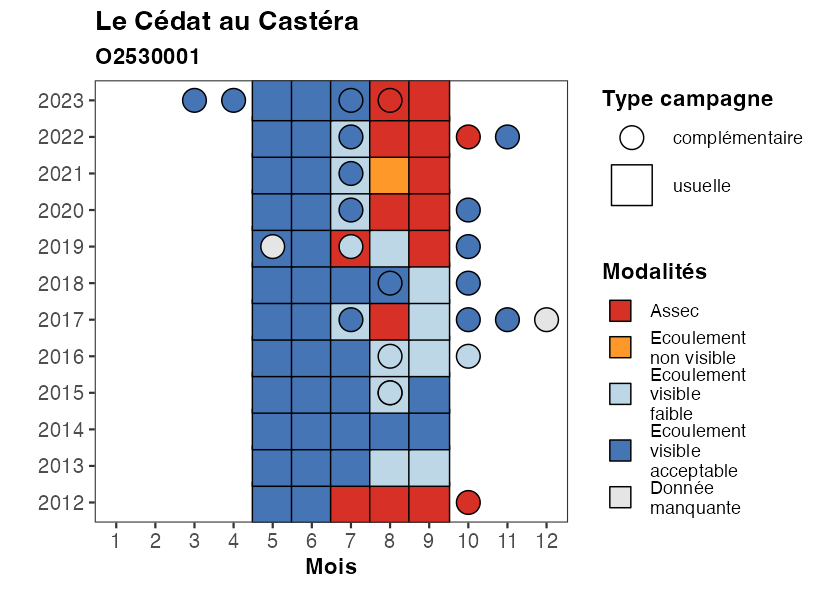 Le Cédat au Castéra
O2530001
2023
2022
2021
2020
2019
2018
2017
2016
2015
2014
2013
2012
1 2 3 4 5 6 7 8 9 10 11 12
Mois
Type campagne
complémentaire
usuelle
Modalités
Assec
Ecoulement
non visible
Ecoulement
visible
faible
Ecoulement
visible
acceptable
Donnée
manquante